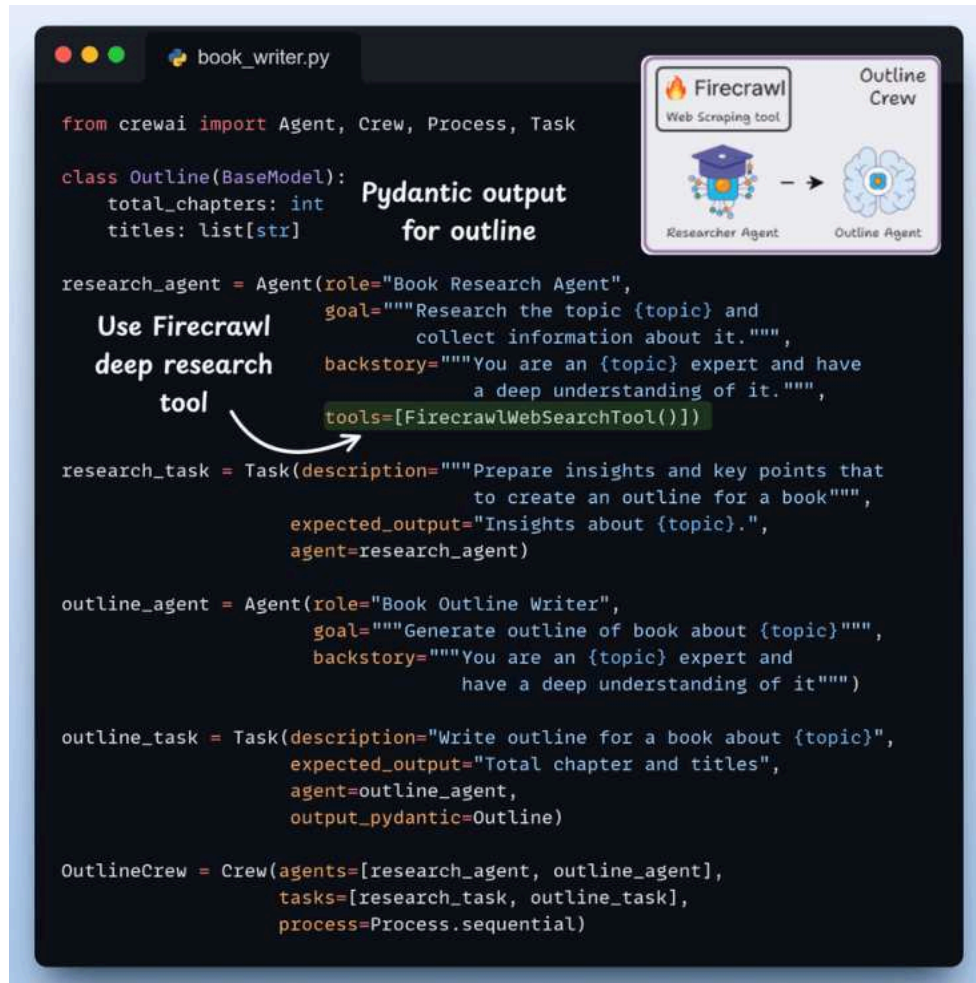 book_writer.py
Firecrawl
Web Scraping tool
Outline
Crew
Researcher Agent
Outline Agent
from crewai import Agent, Crew, Process, Task
class Outline(BaseModel):
    total_chapters: int
    titles: list[str]
Pydantic output
for outline
research_agent = Agent(role="Book Research Agent",
                       goal="""Research the topic {topic} and
                               collect information about it.""",
                       backstory="""You are an {topic} expert and have
                                    a deep understanding of it.""",
                       tools=[FirecrawlWebSearchTool()])
Use Firecrawl
deep research
tool
research_task = Task(description="""Prepare insights and key points that
                                    to create an outline for a book""",
                     expected_output="Insights about {topic}.",
                     agent=research_agent)
outline_agent = Agent(role="Book Outline Writer",
                      goal="""Generate outline of book about {topic}""",
                      backstory="""You are an {topic} expert and
                                   have a deep understanding of it""")
outline_task = Task(description="Write outline for a book about {topic}",
                    expected_output="Total chapter and titles",
                    agent=outline_agent,
                    output_pydantic=Outline)
OutlineCrew = Crew(agents=[research_agent, outline_agent],
                   tasks=[research_task, outline_task],
                   process=Process.sequential)